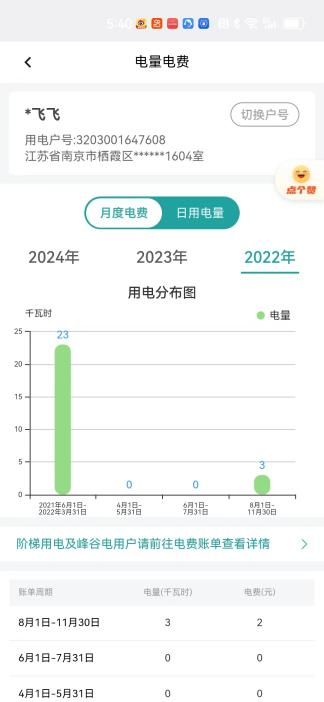 5:40
电量电费
*飞飞
切换户号
用电户号:3203001647608
江苏省南京市栖霞区******1604室
点个赞
月度电费 日用电量
2024年 2023年 2022年
用电分布图
千瓦时 电量
25
23
20
15
10
5
3
0 0
0
2021年6月1日-
2022年3月31日
4月1日-
5月31日
6月1日-
7月31日
8月1日-
11月30日
阶梯用电及峰谷电用户请前往电费账单查看详情
账单周期 电量(千瓦时) 电费(元)
8月1日-11月30日 3 2
6月1日-7月31日 0 0
4月1日-5月31日 0 0